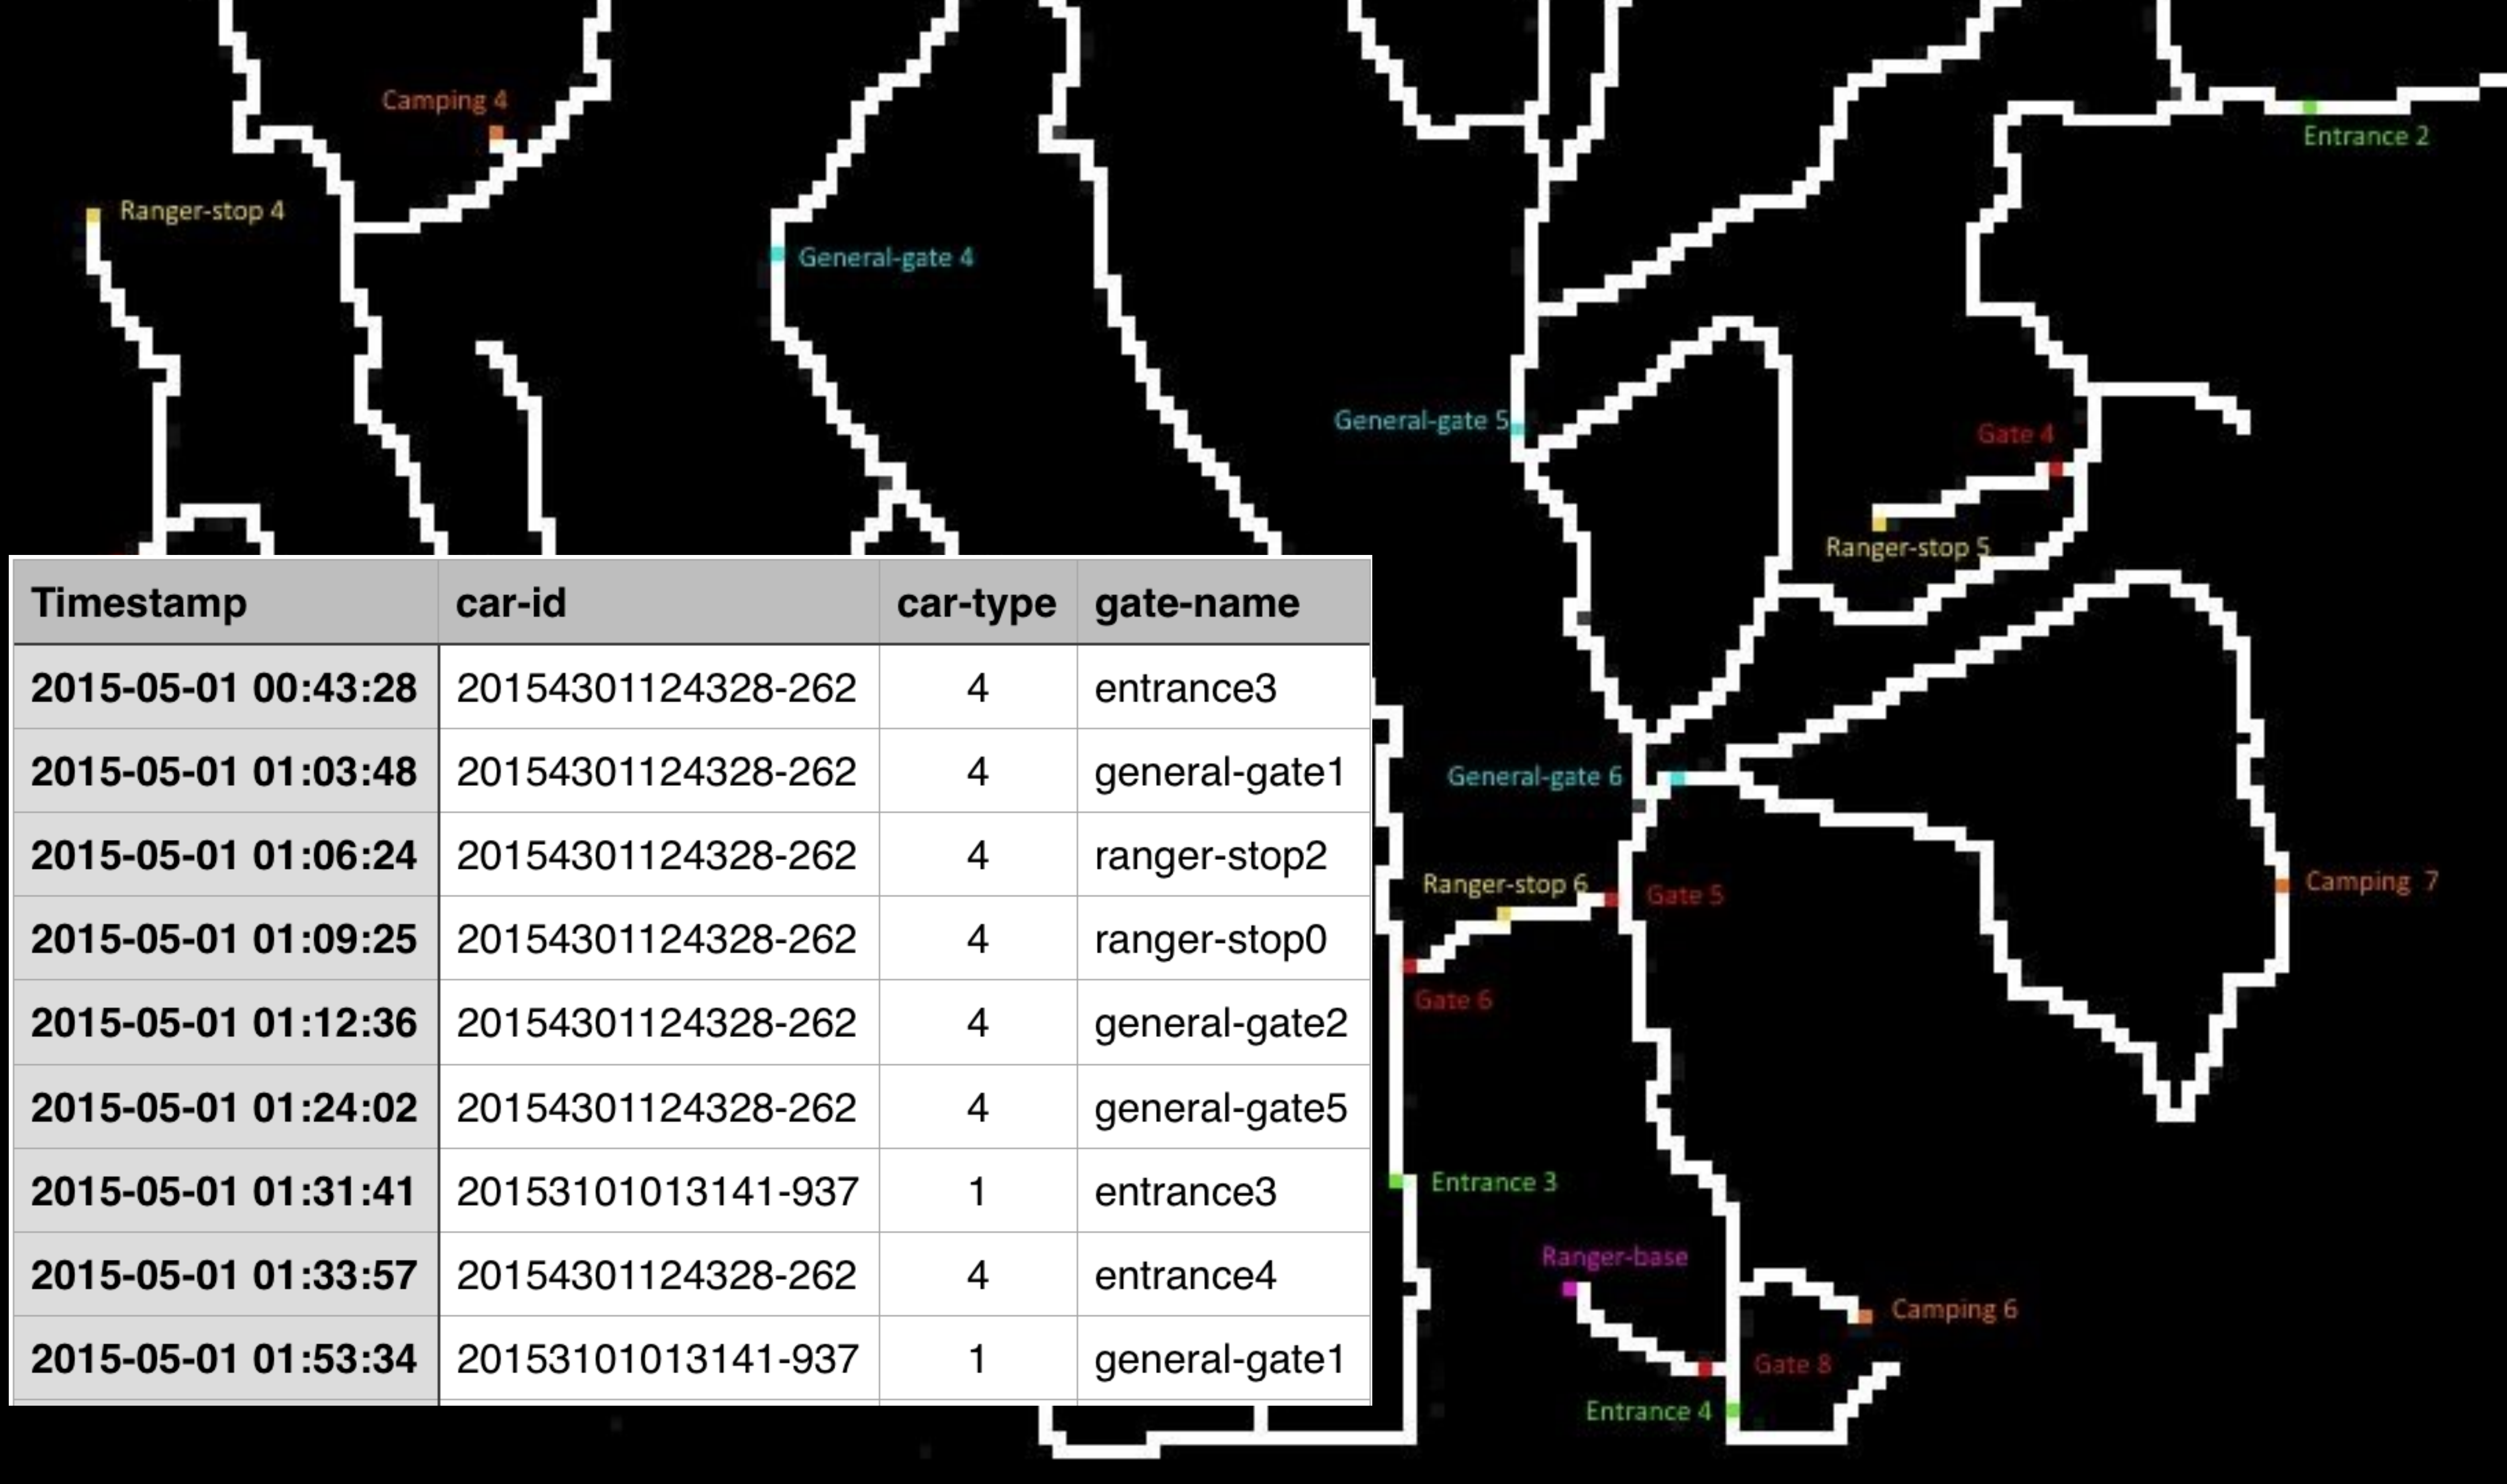 Camping 4
Entrance 2
Ranger-stop 4
General-gate 4
General-gate 5
Gate 4
Ranger-stop 5
Timestamp car-id car-type gate-name
2015-05-01 00:43:28 20154301124328-262 4 entrance3
2015-05-01 01:03:48 20154301124328-262 4 general-gate1
2015-05-01 01:06:24 20154301124328-262 4 ranger-stop2
2015-05-01 01:09:25 20154301124328-262 4 ranger-stop0
2015-05-01 01:12:36 20154301124328-262 4 general-gate2
2015-05-01 01:24:02 20154301124328-262 4 general-gate5
2015-05-01 01:31:41 20153101013141-937 1 entrance3
2015-05-01 01:33:57 20154301124328-262 4 entrance4
2015-05-01 01:53:34 20153101013141-937 1 general-gate1
General-gate 6
Ranger-stop 6
Gate 5
Camping 7
Gate 6
Entrance 3
Ranger-base
Camping 6
Gate 8
Entrance 4